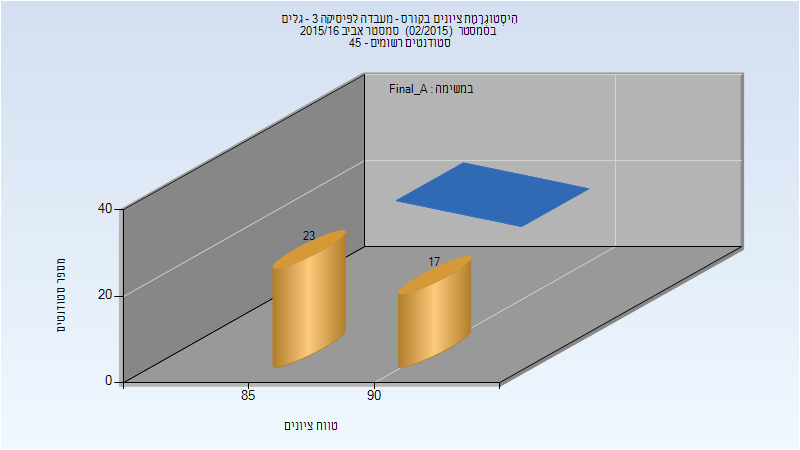 היסטוגרמת ציונים בקורס - מעבדה לפיסיקה 3 - גלים
בסמסטר (02/2015) סמסטר אביב 2015/16
סטודנטים רשומים - 45
במשימה : Final_A
מספר סטודנטים
40
20
0
23
17
85
90
טווח ציונים